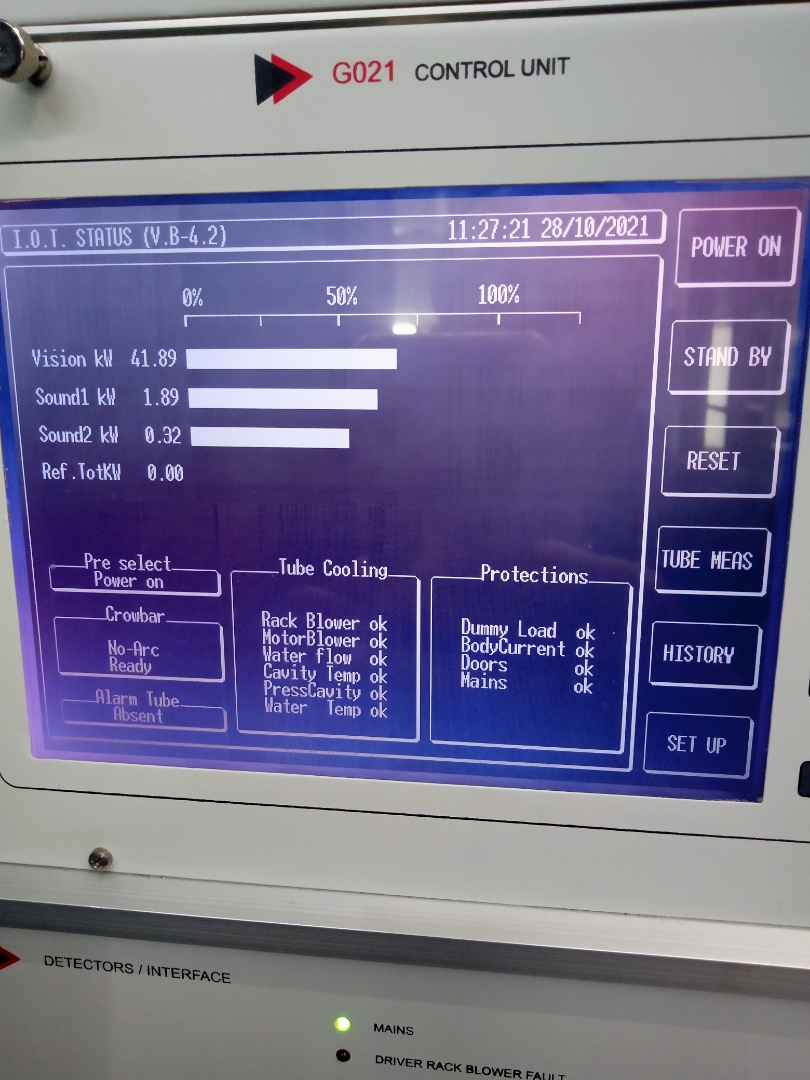 G021 CONTROL UNIT
I.O.T. STATUS (V.B-4.2) 11:27:21 28/10/2021
POWER ON
0% 50% 100%
Vision kW 41.89
STAND BY
Sound1 kW 1.89
Sound2 kW 0.32
RESET
Ref.TotKW 0.00
TUBE MEAS
Pre select
Power on
Crowbar
No-Arc
Ready
Alarm Tube
Absent
Tube Cooling
Rack Blower ok
MotorBlower ok
Water flow ok
Cavity Temp ok
PressCavity ok
Water Temp ok
Protections
Dummy Load ok
BodyCurrent ok
Doors ok
Mains ok
HISTORY
SET UP
DETECTORS / INTERFACE
MAINS
DRIVER RACK BLOWER FAULT